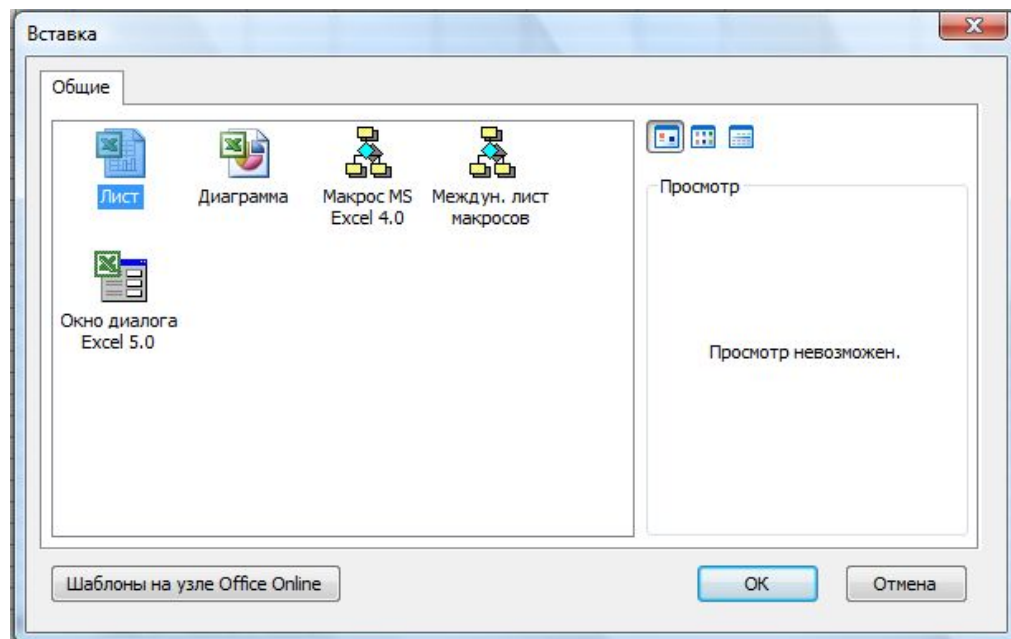 Вставка
Общие
Лист
Диаграмма
Макрос MS
Excel 4.0
Междун. лист
макросов
Окно диалога
Excel 5.0
Просмотр
Просмотр невозможен.
Шаблоны на узле Office Online
ОК
Отмена